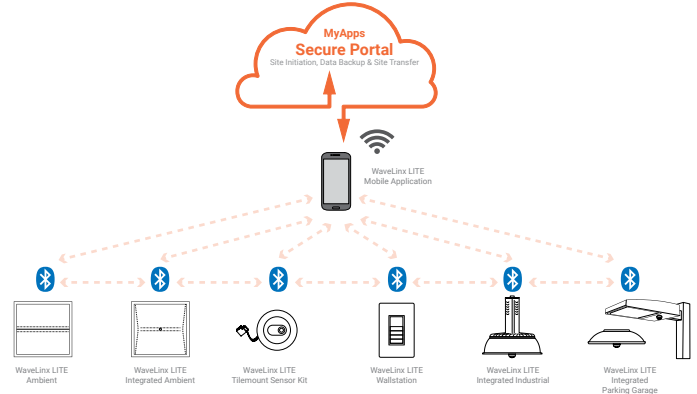 MyApps
Secure Portal
Site Initiation, Data Backup & Site Transfer
WaveLinx LITE
Mobile Application
WaveLinx LITE
Ambient
WaveLinx LITE
Integrated Ambient
WaveLinx LITE
Tilemount Sensor Kit
WaveLinx LITE
Wallstation
WaveLinx LITE
Integrated Industrial
WaveLinx LITE
Integrated
Parking Garage